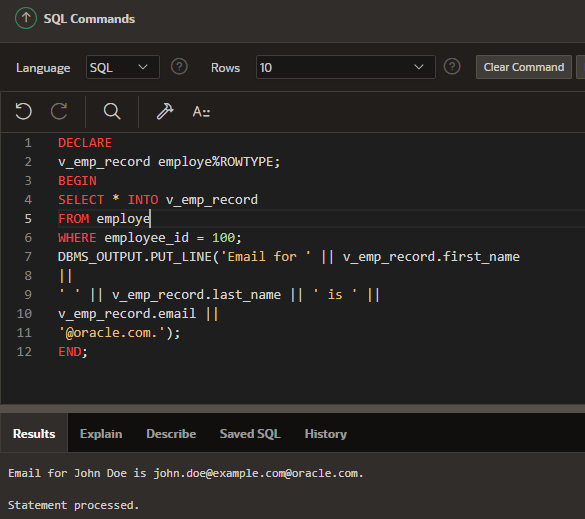 SQL Commands
Language SQL Rows 10 Clear Command
A::
1 DECLARE
2 v_emp_record employe%ROWTYPE;
3 BEGIN
4 SELECT * INTO v_emp_record
5 FROM employe
6 WHERE employee_id = 100;
7 DBMS_OUTPUT.PUT_LINE('Email for ' || v_emp_record.first_name
8 ||
9 ' ' || v_emp_record.last_name || ' is ' ||
10 v_emp_record.email ||
11 '@oracle.com.');
12 END;
Results Explain Describe Saved SQL History
Email for John Doe is john.doe@example.com@oracle.com.
Statement processed.